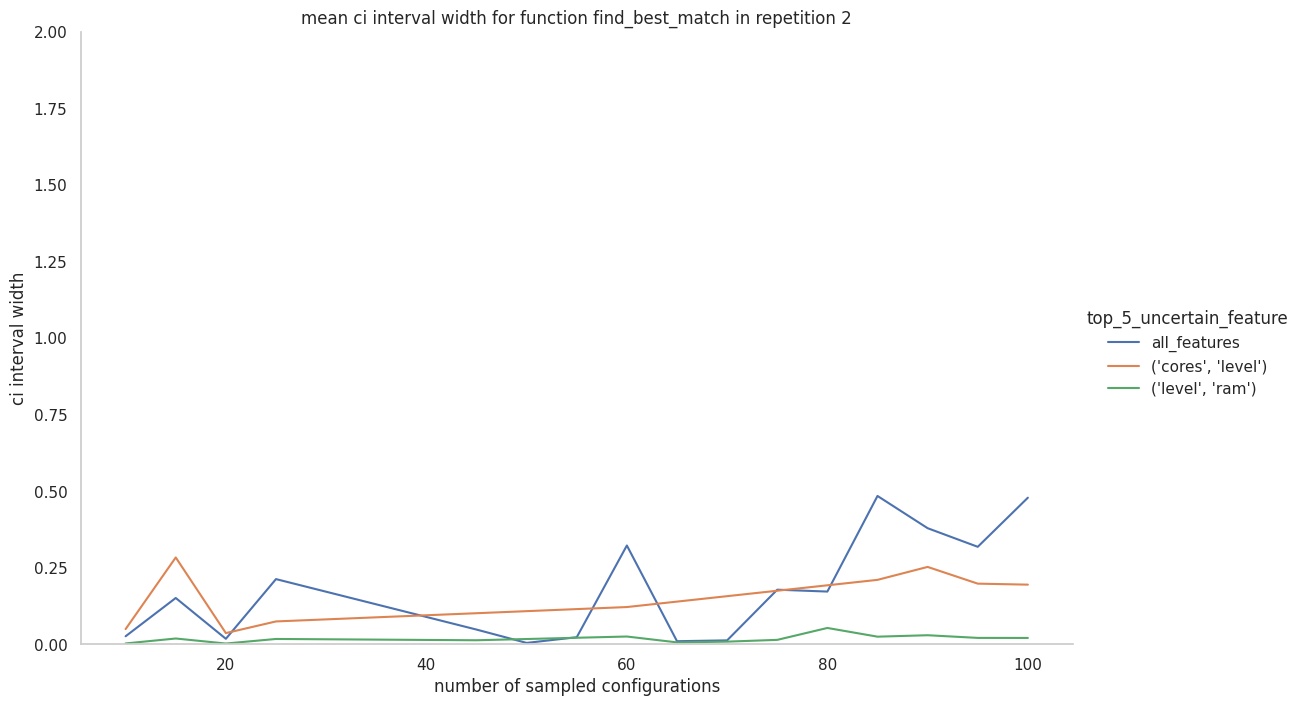 mean ci interval width for function find_best_match in repetition 2
2.00
1.75
1.50
1.25
1.00
0.75
0.50
0.25
0.00
ci interval width
20
40
60
80
100
number of sampled configurations
top_5_uncertain_feature
all_features
('cores', 'level')
('level', 'ram')